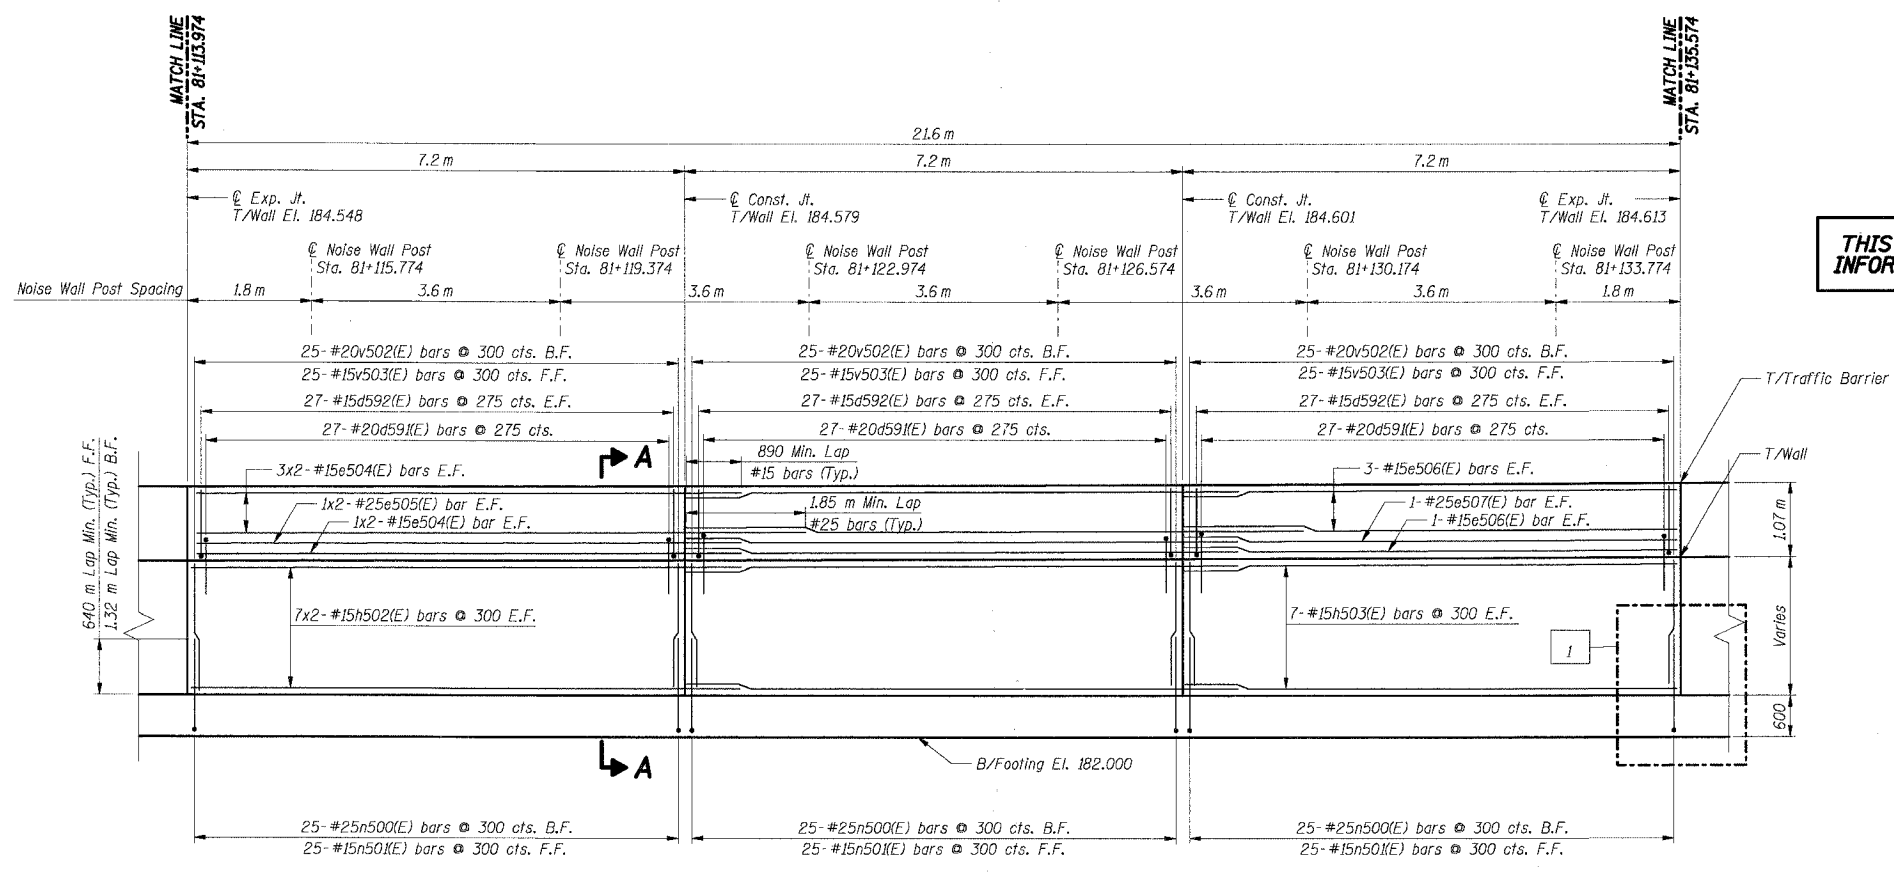 MATCH LINE
STA. 81+113.974
MATCH LINE
STA. 81+135.574
21.6 m
7.2 m
7.2 m
7.2 m
℄ Exp. Jt.
T/Wall El. 184.548
℄ Const. Jt.
T/Wall El. 184.579
℄ Const. Jt.
T/Wall El. 184.601
℄ Exp. Jt.
T/Wall El. 184.613
THIS
INFOR
℄ Noise Wall Post
Sta. 81+115.774
℄ Noise Wall Post
Sta. 81+119.374
℄ Noise Wall Post
Sta. 81+122.974
℄ Noise Wall Post
Sta. 81+126.574
℄ Noise Wall Post
Sta. 81+130.174
℄ Noise Wall Post
Sta. 81+133.774
Noise Wall Post Spacing
1.8 m
3.6 m
3.6 m
3.6 m
3.6 m
3.6 m
1.8 m
25-#20v502(E) bars @ 300 cts. B.F.
25-#15v503(E) bars @ 300 cts. F.F.
27-#15d592(E) bars @ 275 cts. E.F.
27-#20d591(E) bars @ 275 cts.
25-#20v502(E) bars @ 300 cts. B.F.
25-#15v503(E) bars @ 300 cts. F.F.
27-#15d592(E) bars @ 275 cts. E.F.
27-#20d591(E) bars @ 275 cts.
25-#20v502(E) bars @ 300 cts. B.F.
25-#15v503(E) bars @ 300 cts. F.F.
27-#15d592(E) bars @ 275 cts. E.F.
27-#20d591(E) bars @ 275 cts.
T/Traffic Barrier
T/Wall
640 m Lap Min. (Typ.) F.F.
1.32 m Lap Min. (Typ.) B.F.
A
890 Min. Lap
#15 bars (Typ.)
3x2-#15e504(E) bars E.F.
1x2-#25e505(E) bar E.F.
1x2-#15e504(E) bar E.F.
1.85 m Min. Lap
#25 bars (Typ.)
3-#15e506(E) bars E.F.
1-#25e507(E) bar E.F.
1-#15e506(E) bar E.F.
1.07 m
7x2-#15h502(E) bars @ 300 E.F.
7-#15h503(E) bars @ 300 E.F.
1
Varies
600
A
B/Footing El. 182.000
25-#25n500(E) bars @ 300 cts. B.F.
25-#15n501(E) bars @ 300 cts. F.F.
25-#25n500(E) bars @ 300 cts. B.F.
25-#15n501(E) bars @ 300 cts. F.F.
25-#25n500(E) bars @ 300 cts. B.F.
25-#15n501(E) bars @ 300 cts. F.F.